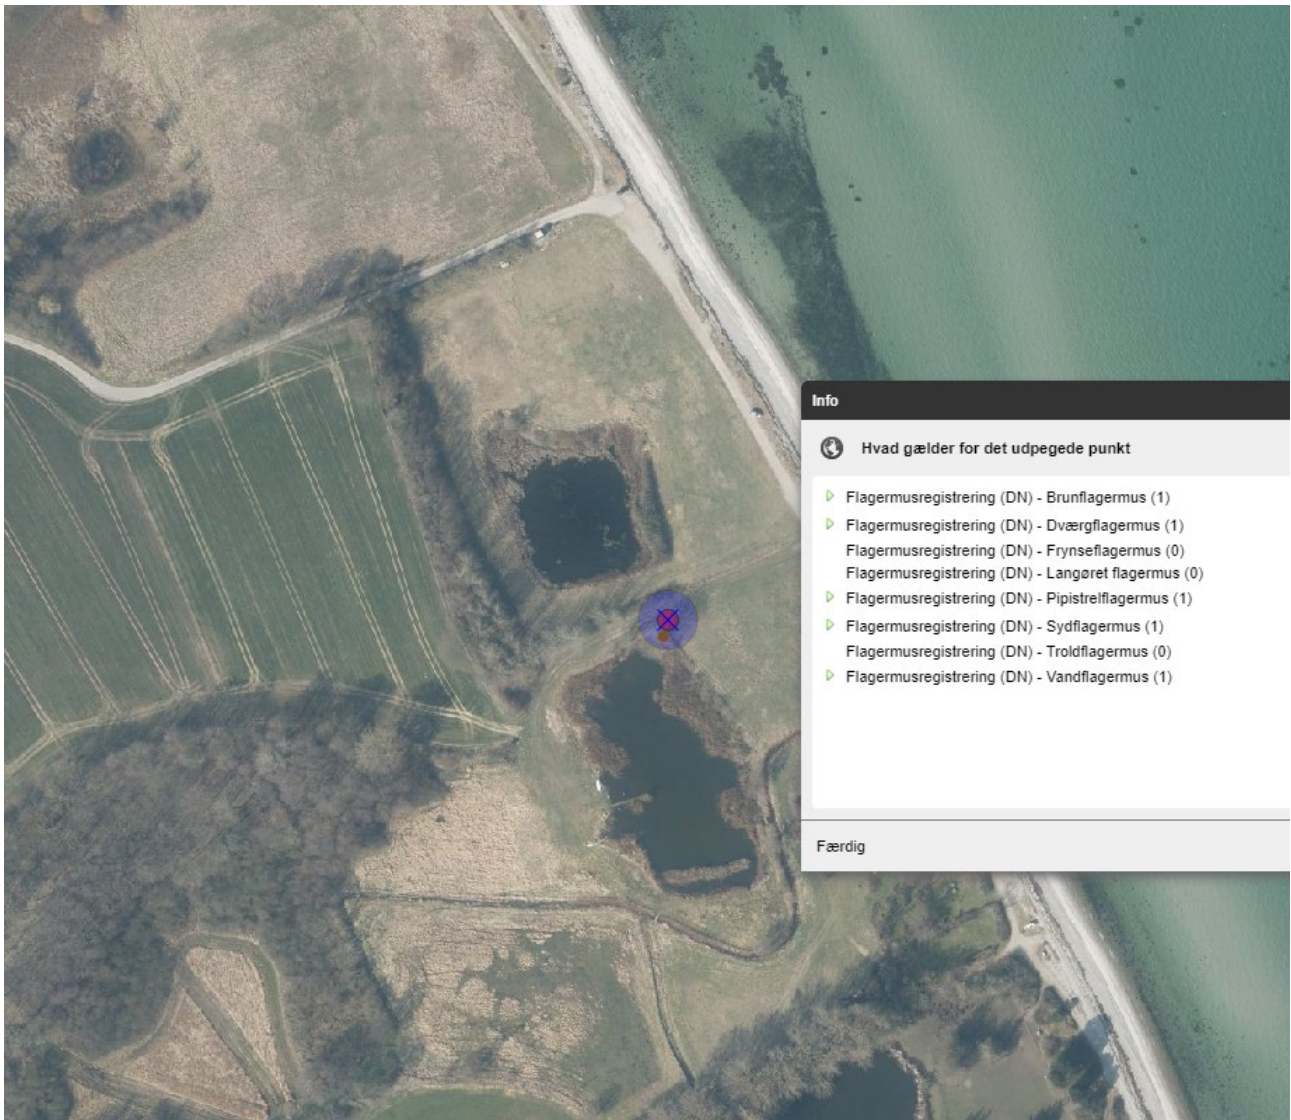 Info
Hvad gælder for det udpegede punkt
Flagermusregistrering (DN) - Brunflagermus (1)
Flagermusregistrering (DN) - Dværgflagermus (1)
Flagermusregistrering (DN) - Frynseflagermus (0)
Flagermusregistrering (DN) - Langøret flagermus (0)
Flagermusregistrering (DN) - Pipistrelflagermus (1)
Flagermusregistrering (DN) - Sydflagermus (1)
Flagermusregistrering (DN) - Troldflagermus (0)
Flagermusregistrering (DN) - Vandflagermus (1)
Færdig